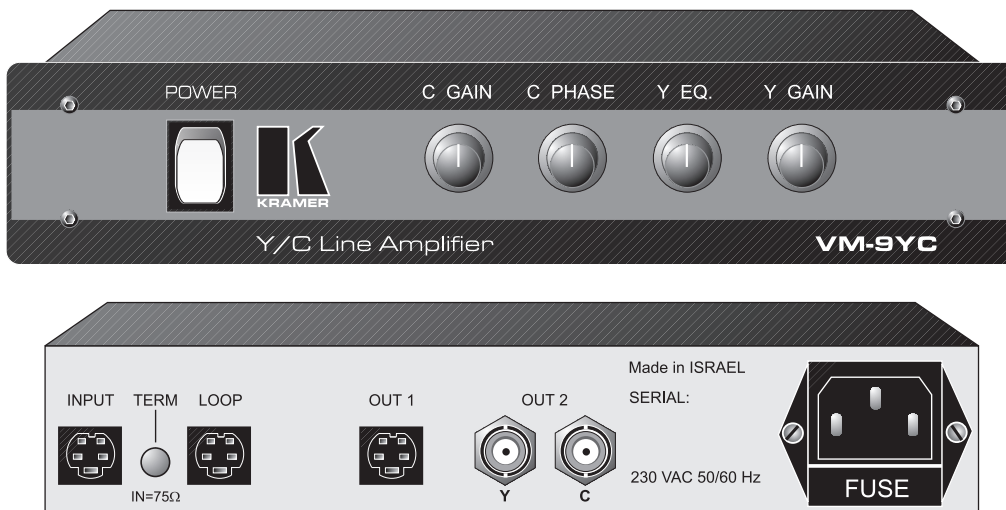 POWER
C GAIN
C PHASE
Y EQ.
Y GAIN
K
KRAMER
Y/C Line Amplifier
VM-9YC
Made in ISRAEL
INPUT
TERM
LOOP
OUT 1
OUT 2
SERIAL:
IN=75Ω
Y
C
230 VAC 50/60 Hz
FUSE